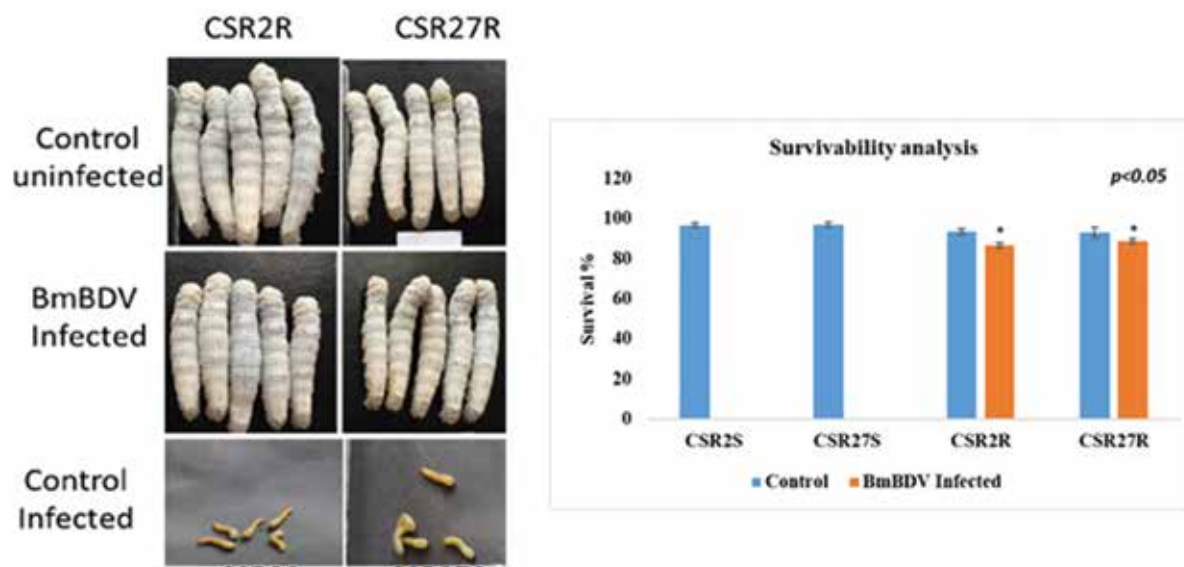 CSR2R CSR27R
Control
uninfected
BmBDV
Infected
Control
Infected
Survivability analysis
p<0.05
120
100
80
60
40
20
0
Survival %
* *
CSR2S CSR27S CSR2R CSR27R
Control BmBDV Infected